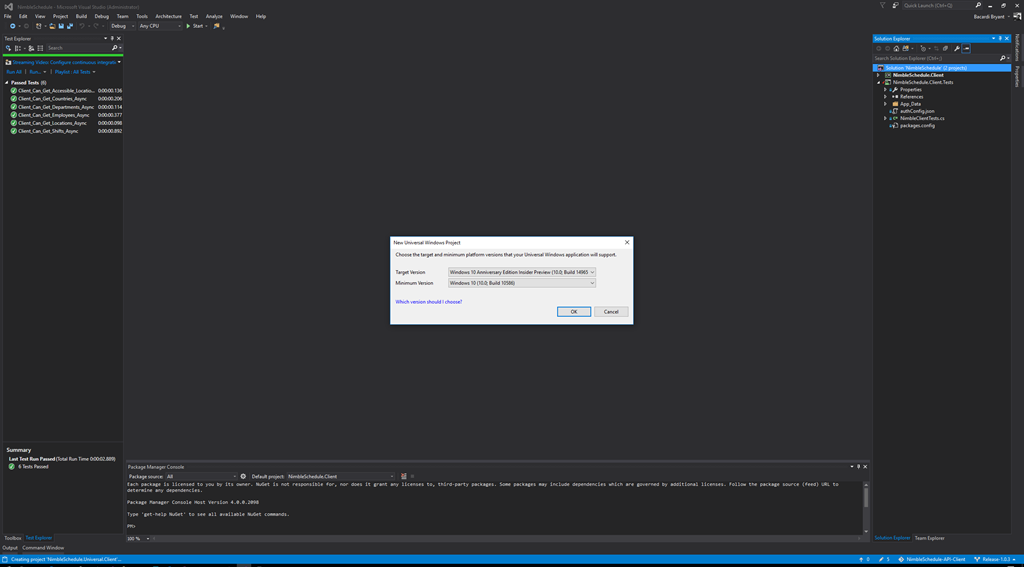 NimbleSchedule - Microsoft Visual Studio (Administrator)
Quick Launch (Ctrl+Q)
File Edit View Project Build Debug Team Tools Architecture Test Analyze Window Help
Bacardi Bryant
Debug Any CPU Start
Test Explorer
Search
Streaming Video: Configure continuous integratio
Run All | Run... | Playlist : All Tests
Passed Tests (6)
Client_Can_Get_Accessible_Locatio... 0:00:00.136
Client_Can_Get_Countries_Async 0:00:00.206
Client_Can_Get_Departments_Async 0:00:00.114
Client_Can_Get_Employees_Async 0:00:00.377
Client_Can_Get_Locations_Async 0:00:00.098
Client_Can_Get_Shifts_Async 0:00:00.892
Summary
Last Test Run Passed (Total Run Time 0:00:02.889)
6 Tests Passed
Toolbox Test Explorer
Output Command Window
New Universal Windows Project
Choose the target and minimum platform versions that your Universal Windows application will support.
Target Version Windows 10 Anniversary Edition Insider Preview (10.0; Build 14965
Minimum Version Windows 10 (10.0; Build 10586)
Which version should I choose?
OK Cancel
Package Manager Console
Package source: All Default project: NimbleSchedule.Client
Each package is licensed to you by its owner. NuGet is not responsible for, nor does it grant any licenses to, third-party packages. Some packages may include dependencies which are governed by additional licenses. Follow the package source (feed) URL to
determine any dependencies.
Package Manager Console Host Version 4.0.0.2098
Type 'get-help NuGet' to see all available NuGet commands.
PM>
100 %
Solution Explorer
Search Solution Explorer (Ctrl+;)
Solution 'NimbleSchedule' (2 projects)
NimbleSchedule.Client
NimbleSchedule.Client.Tests
Properties
References
App_Data
authConfig.json
NimbleClientTests.cs
packages.config
Solution Explorer Team Explorer
Notifications
Properties
Creating project 'NimbleSchedule.Universal.Client'...
0 5 NimbleSchedule-API-Client Release-1.0.3